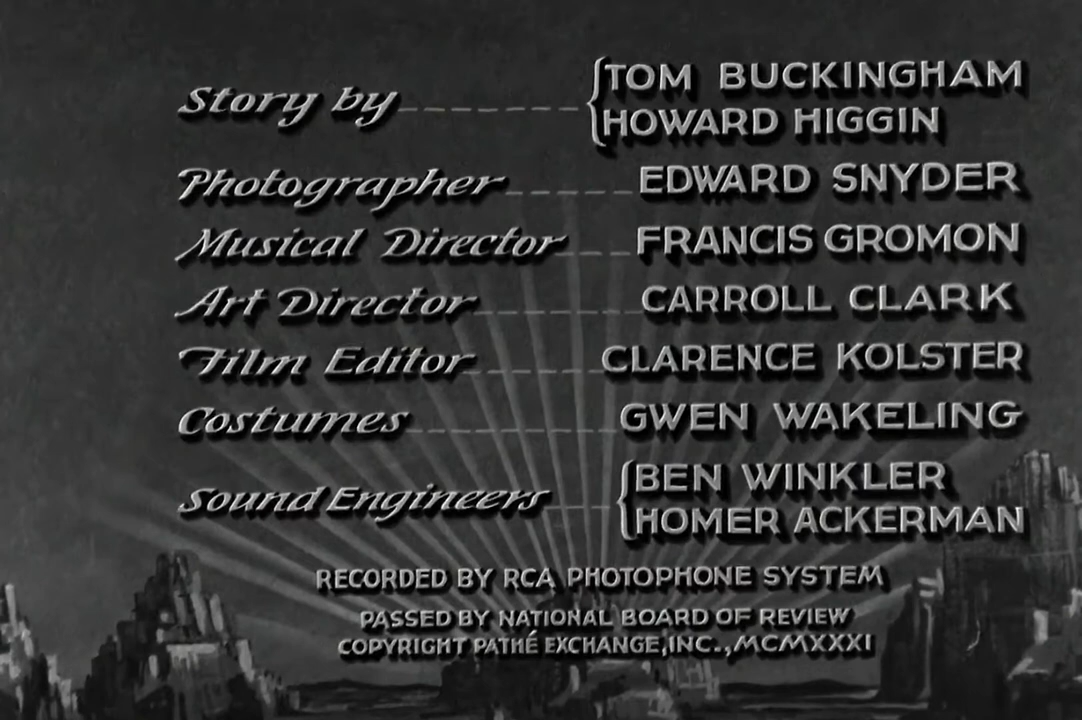 Story by TOM BUCKINGHAM
HOWARD HIGGIN
Photographer EDWARD SNYDER
Musical Director FRANCIS GROMON
Art Director CARROLL CLARK
Film Editor CLARENCE KOLSTER
Costumes GWEN WAKELING
Sound Engineers BEN WINKLER
HOMER ACKERMAN
RECORDED BY RCA PHOTOPHONE SYSTEM
PASSED BY NATIONAL BOARD OF REVIEW
COPYRIGHT PATHÉ EXCHANGE, INC., MCMXXXI